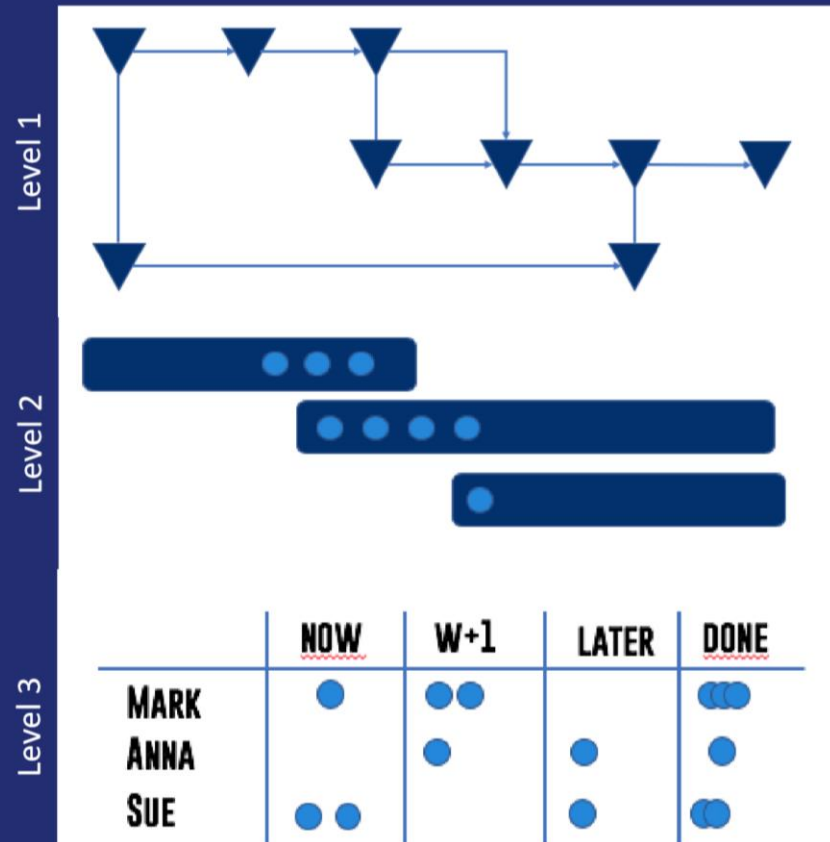 Level 1
Level 2
Level 3
NOW W+1 LATER DONE
MARK
ANNA
SUE